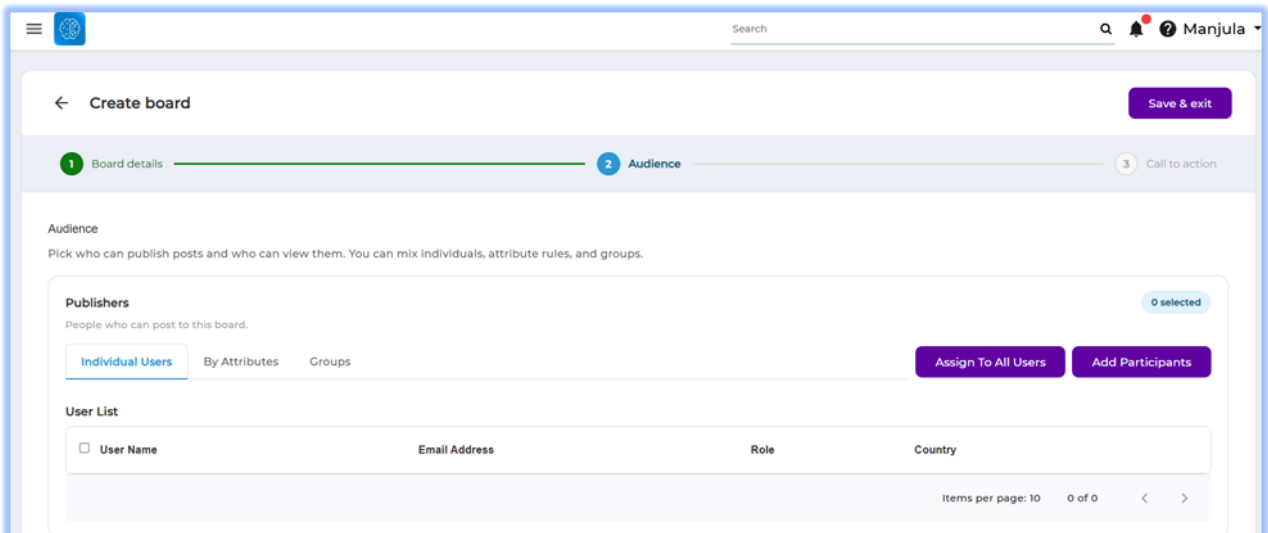 Search
Manjula
Create board
Save & exit
1 Board details
2 Audience
3 Call to action
Audience
Pick who can publish posts and who can view them. You can mix individuals, attribute rules, and groups.
Publishers
0 selected
People who can post to this board.
Individual Users By Attributes Groups Assign To All Users Add Participants
User List
User Name Email Address Role Country
Items per page: 10 0 of 0